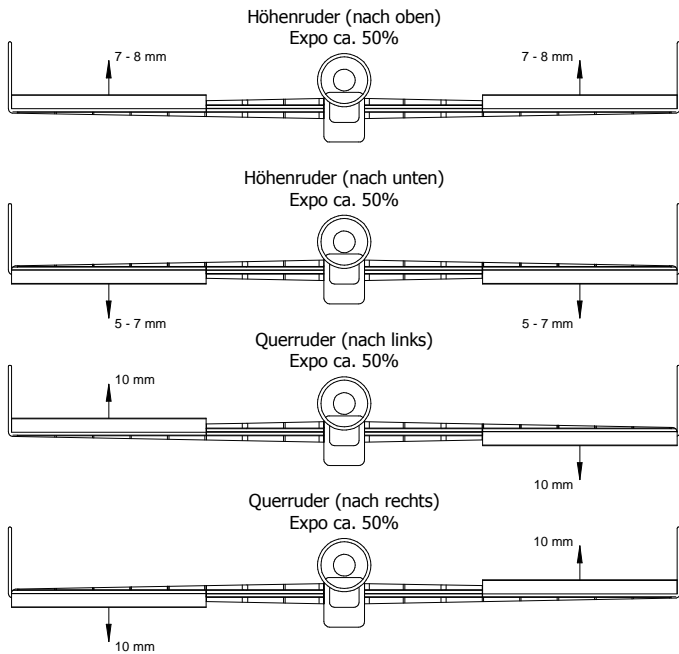 Höhenruder (nach oben)
Expo ca. 50%
7 - 8 mm
7 - 8 mm
Höhenruder (nach unten)
Expo ca. 50%
5 - 7 mm
5 - 7 mm
Querruder (nach links)
Expo ca. 50%
10 mm
10 mm
Querruder (nach rechts)
Expo ca. 50%
10 mm
10 mm